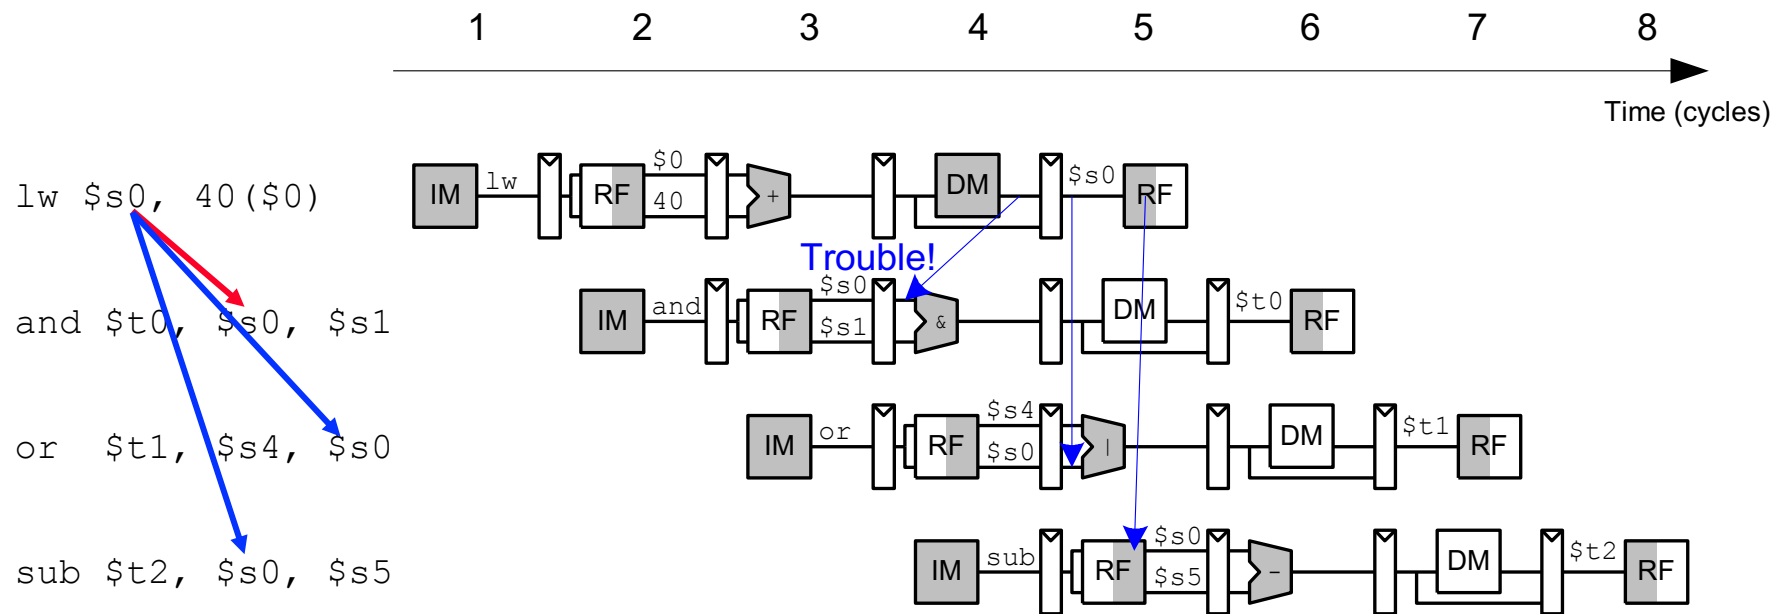 1 2 3 4 5 6 7 8
Time (cycles)
lw $s0, 40($0)
IM lw RF $0 40 + DM $s0 RF
Trouble!
and $t0, $s0, $s1
IM and RF $s0 $s1 & DM $t0 RF
or $t1, $s4, $s0
IM or RF $s4 $s0 | DM $t1 RF
sub $t2, $s0, $s5
IM sub RF $s0 $s5 - DM $t2 RF